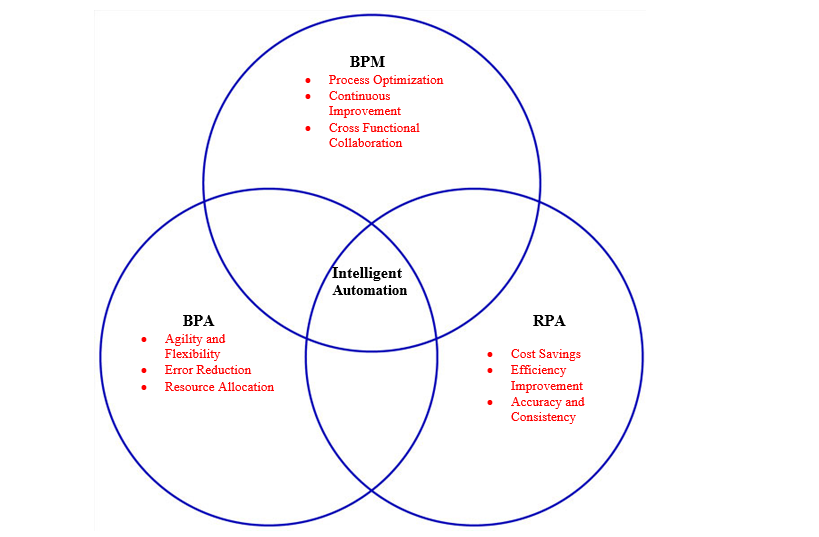 BPM
• Process Optimization
• Continuous
Improvement
• Cross Functional
Collaboration
Intelligent
Automation
BPA
• Agility and
Flexibility
• Error Reduction
• Resource Allocation
RPA
• Cost Savings
• Efficiency
Improvement
• Accuracy and
Consistency